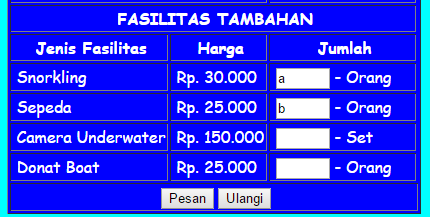 FASILITAS TAMBAHAN
Jenis Fasilitas Harga Jumlah
Snorkling Rp. 30.000 a - Orang
Sepeda Rp. 25.000 b - Orang
Camera Underwater Rp. 150.000 - Set
Donat Boat Rp. 25.000 - Orang
Pesan Ulangi